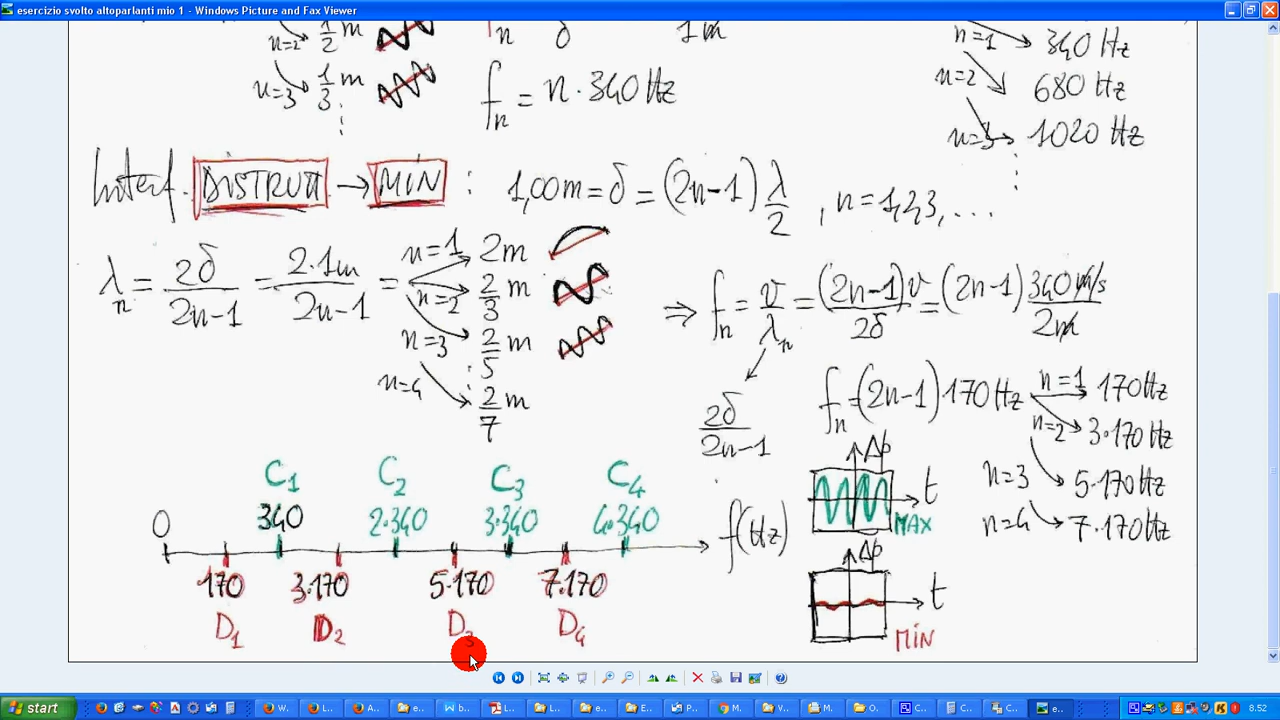 esercizio svolto altoparlanti mio 1 - Windows Picture and Fax Viewer
n=2 1/2 m n δ 1m n=1 340 Hz
n=3 1/3 m f_n = n·340 Hz n=2 680 Hz
n=3 1020 Hz
Interf. DISTRUTT → MIN : 1,00m = δ = (2n-1) λ/2 , n=1,2,3,...
λ_n = 2δ/(2n-1) = 2·1m/(2n-1) = n=1 2m
n=2 2/3 m
n=3 2/5 m
n=4 2/7 m
⇒ f_n = v/λ_n = (2n-1)v/2δ = (2n-1) 340 m/s / 2m
2δ/(2n-1)
f_n = (2n-1)·170 Hz n=1 170 Hz
n=2 3·170 Hz
n=3 5·170 Hz
n=4 7·170 Hz
C1 C2 C3 C4
0 340 2·340 3·340 4·340 f(Hz)
170 3·170 5·170 7·170
D1 D2 D3 D4
Δp t MAX
Δp t MIN
start
W...
L...
A...
e...
b...
L...
L...
C...
E...
P...
M...
V...
M...
O...
C...
C...
e...
8.52